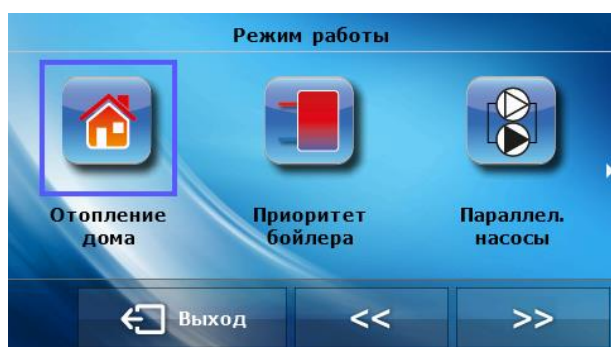 Режим работы
Отопление
дома
Приоритет
бойлера
Параллел.
насосы
Выход
<<
>>